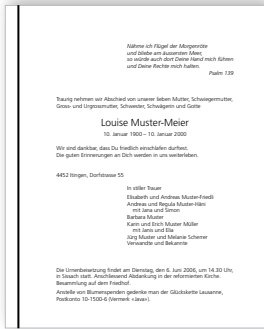 Nähme ich Flügel der Morgenröte
und bliebe am äussersten Meer,
so würde auch dort Deine Hand mich führen
und Deine Rechte mich halten.
Psalm 139
Traurig nehmen wir Abschied von unserer lieben Mutter, Schwiegermutter,
Gross- und Urgrossmutter, Schwester, Schwägerin und Gotte
Louise Muster-Meier
10. Januar 1900 – 10. Januar 2000
Wir sind dankbar, dass Du friedlich einschlafen durftest.
Die guten Erinnerungen an Dich werden in uns weiterleben.
4452 Itingen, Dorfstrasse 55
In stiller Trauer
Elisabeth und Andreas Muster-Friedli
Andreas und Regula Muster-Häni
mit Jana und Simon
Barbara Muster
Karin und Erich Muster Müller
mit Janis und Elia
Jürg Muster und Melanie Scherrer
Verwandte und Bekannte
Die Urnenbeisetzung findet am Dienstag, den 6. Juni 2006, um 14.30 Uhr,
in Sissach statt. Anschliessend Abdankung in der reformierten Kirche.
Besammlung auf dem Friedhof.
Anstelle von Blumenspenden gedenke man der Glückskette Lausanne,
Postkonto 10-1500-6 (Vermerk «Java»).